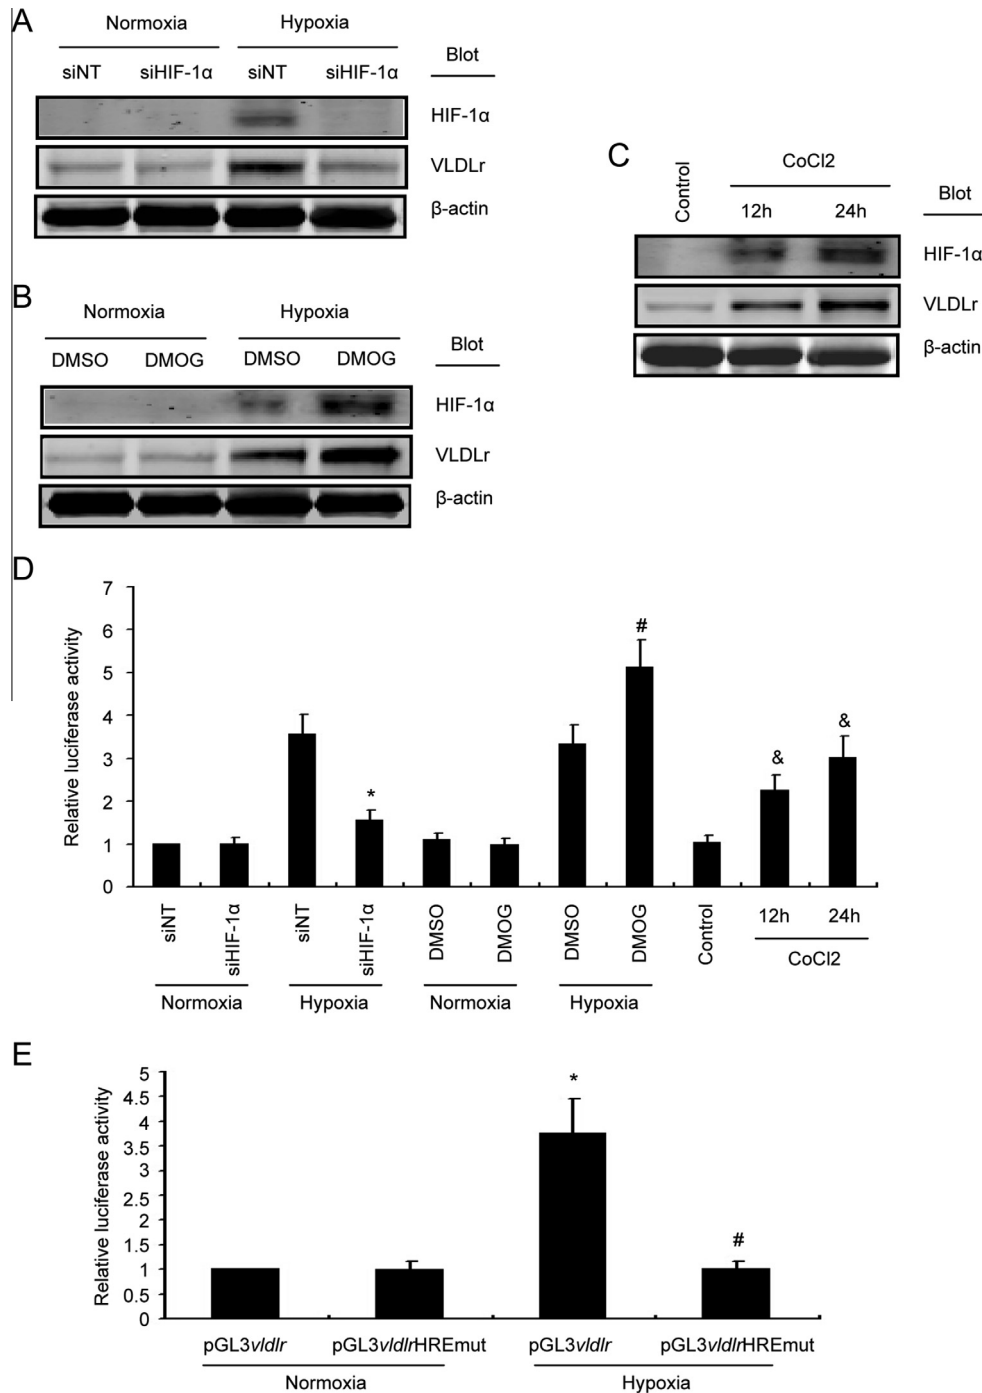 A
Normoxia Hypoxia
Blot
siNT siHIF-1α siNT siHIF-1α
HIF-1α
VLDLr
β-actin
B
Normoxia Hypoxia
Blot
DMSO DMOG DMSO DMOG
HIF-1α
VLDLr
β-actin
C
CoCl2
Control 12h 24h
Blot
HIF-1α
VLDLr
β-actin
D
Relative luciferase activity
7
6
5
4
3
2
1
0
* # & &
siNT siHIF-1α siNT siHIF-1α DMSO DMOG DMSO DMOG Control 12h 24h
Normoxia Hypoxia Normoxia Hypoxia CoCl2
E
Relative luciferase activity
5
4.5
4
3.5
3
2.5
2
1.5
1
0.5
0
* #
pGL3vldlr pGL3vldlrHREmut pGL3vldlr pGL3vldlrHREmut
Normoxia Hypoxia